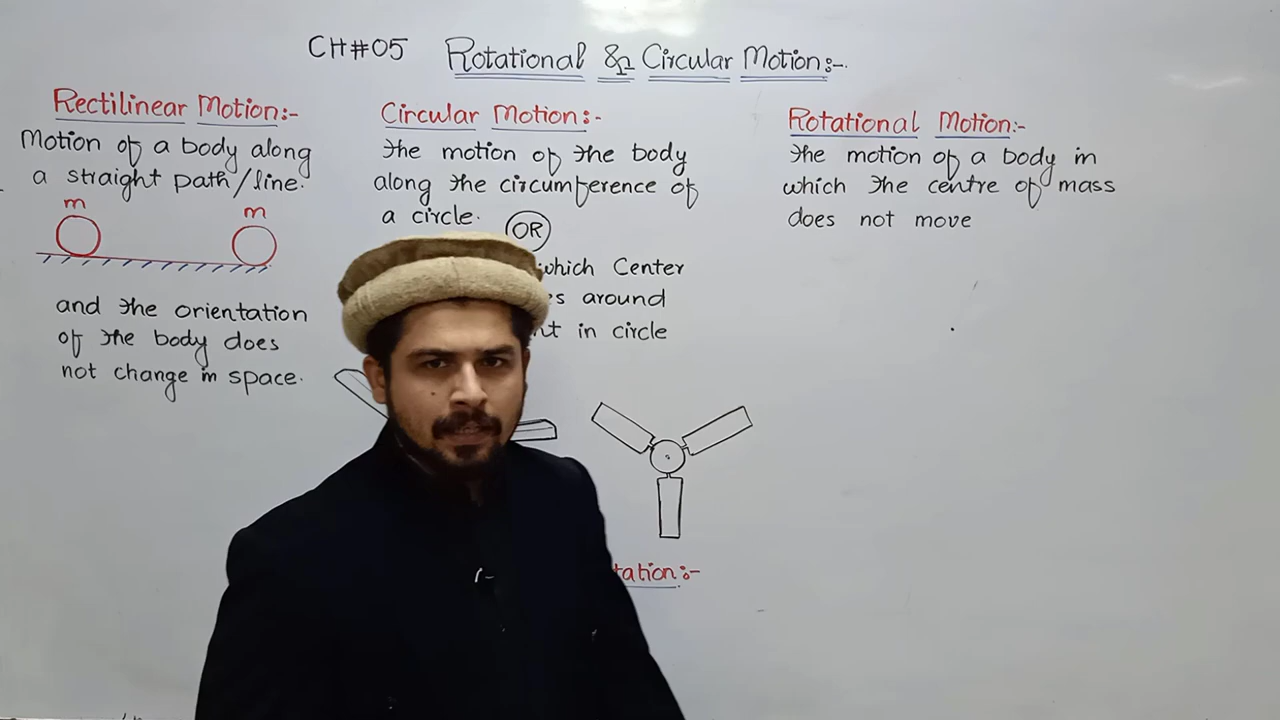 CH#05 Rotational & Circular Motion:-
Rectilinear Motion:-
Motion of a body along
a straight path/line.
m
m
and the orientation
of the body does
not change in space.
Circular Motion:-
The motion of the body
along the circumference of
a circle.
OR
which Center
around
in circle
Rotational Motion:-
The motion of a body in
which the centre of mass
does not move